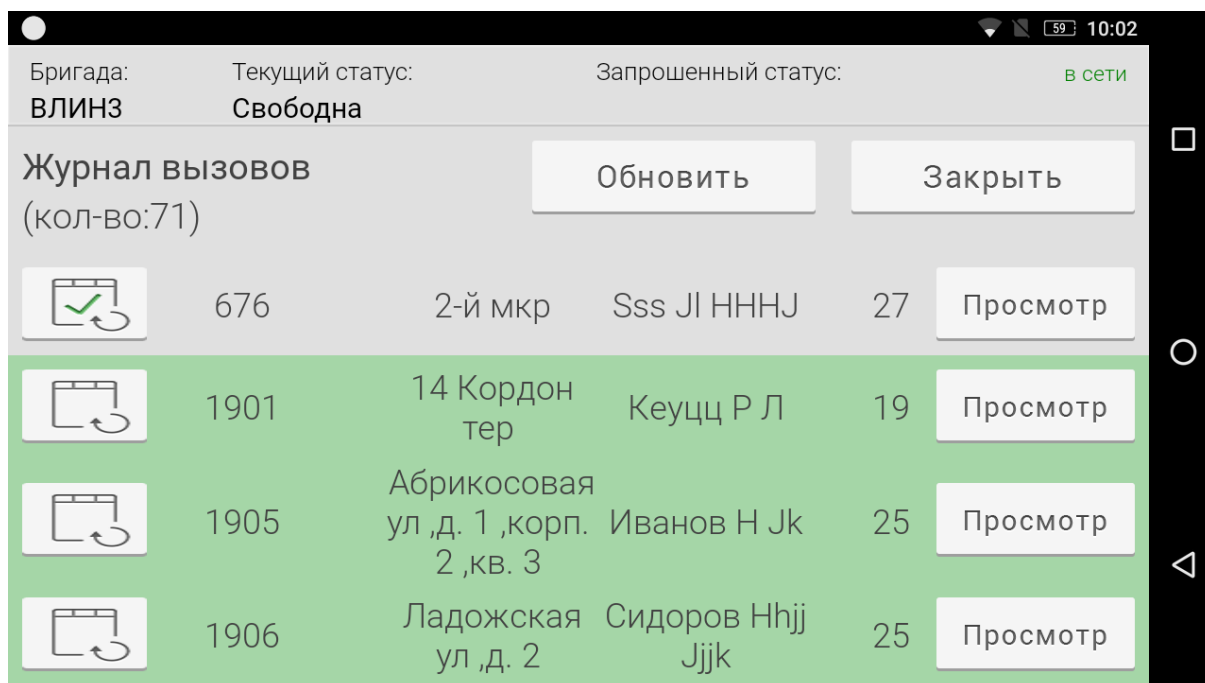 59 10:02
Бригада: Текущий статус: Запрошенный статус: в сети
ВЛИН3 Свободна
Журнал вызовов Обновить Закрыть
(кол-во:71)
676 2-й мкр Sss Jl HHHJ 27 Просмотр
1901 14 Кордон тер Кеуцц Р Л 19 Просмотр
1905 Абрикосовая ул ,д. 1 ,корп. 2 ,кв. 3 Иванов Н Jk 25 Просмотр
1906 Ладожская ул ,д. 2 Сидоров Hhjj Jjjk 25 Просмотр